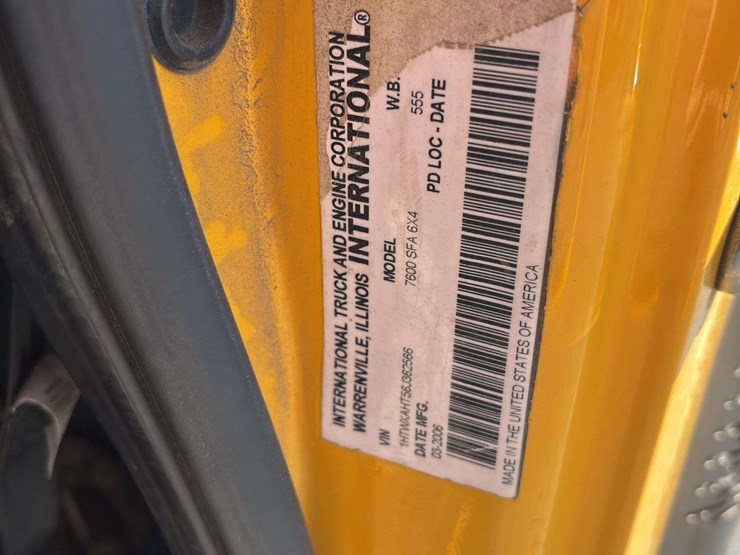 INTERNATIONAL TRUCK AND ENGINE CORPORATION
WARRENVILLE, ILLINOIS INTERNATIONAL®
VIN MODEL W.B.
1HTWXAHT56J362566 7600 SFA 6X4 555
DATE MFG. PD LOC - DATE
03-2006
MADE IN THE UNITED STATES OF AMERICA